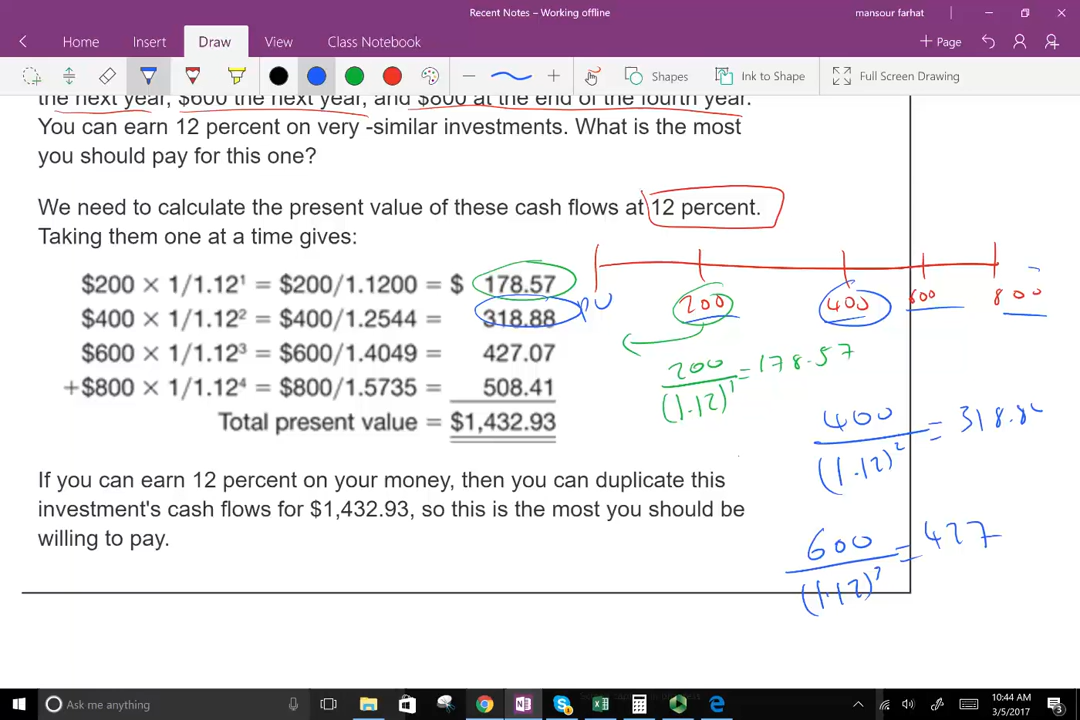 Recent Notes – Working offline
mansour farhat
Home Insert Draw View Class Notebook
Page
Shapes Ink to Shape Full Screen Drawing
the next year, $600 the next year, and $800 at the end of the fourth year.
You can earn 12 percent on very -similar investments. What is the most
you should pay for this one?
We need to calculate the present value of these cash flows at 12 percent.
Taking them one at a time gives:
$200 × 1/1.12¹ = $200/1.1200 = $ 178.57
$400 × 1/1.12² = $400/1.2544 = 318.88
$600 × 1/1.12³ = $600/1.4049 = 427.07
+$800 × 1/1.12⁴ = $800/1.5735 = 508.41
Total present value = $1,432.93
PV 200 400 600 800
200
(1.12)¹ = 178.57
400
(1.12)² = 318.88
600
(1.12)³ = 427
If you can earn 12 percent on your money, then you can duplicate this
investment's cash flows for $1,432.93, so this is the most you should be
willing to pay.
Ask me anything
10:44 AM
3/5/2017
3